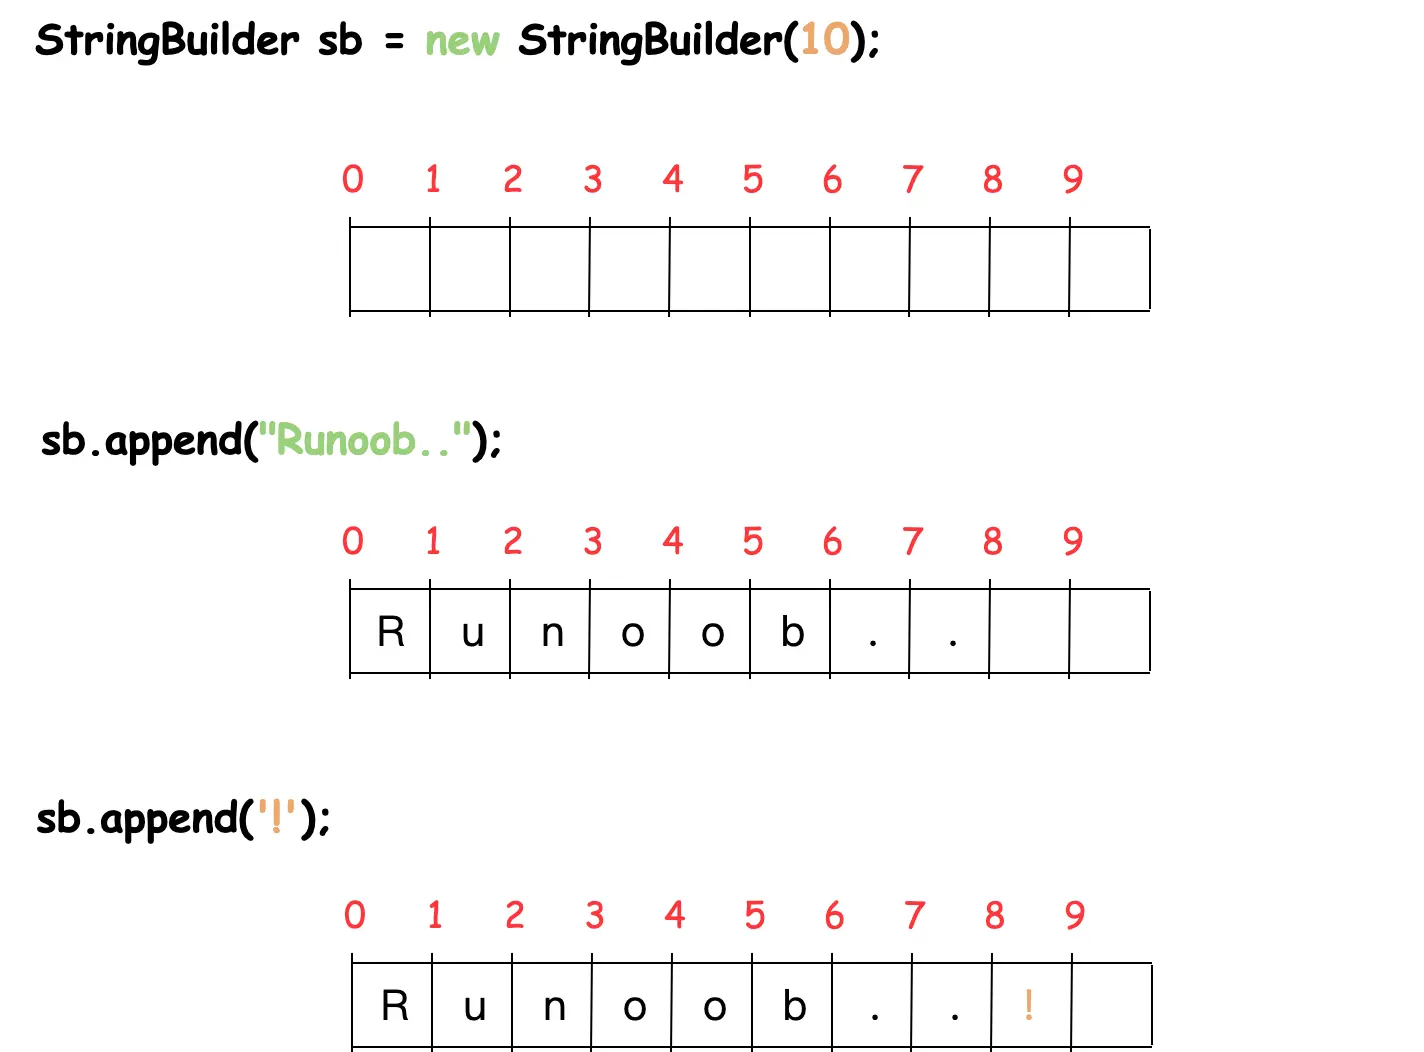 StringBuilder sb = new StringBuilder(10);
0 1 2 3 4 5 6 7 8 9
sb.append("Runoob..");
0 1 2 3 4 5 6 7 8 9
R u n o o b . .
sb.append('!');
0 1 2 3 4 5 6 7 8 9
R u n o o b . . !